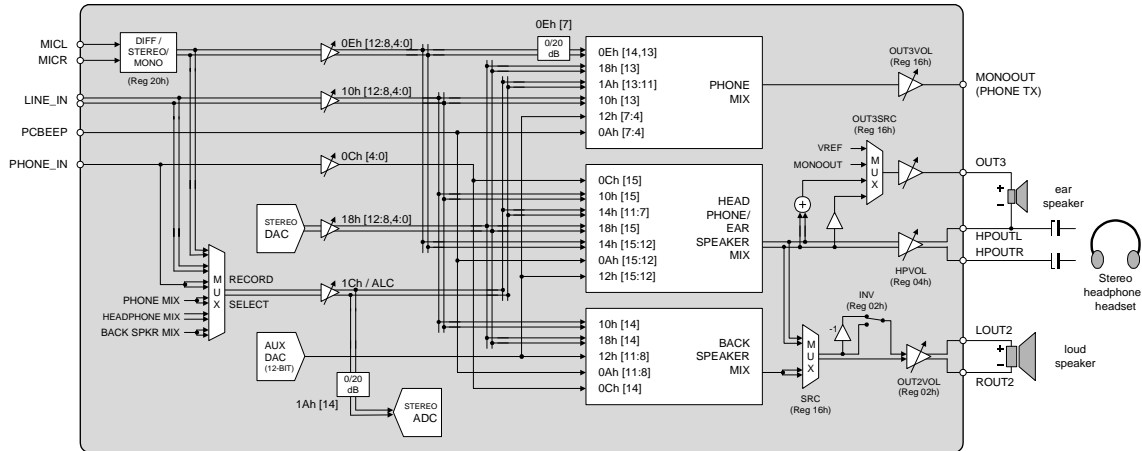 MICL
MICR
LINE_IN
PCBEEP
PHONE_IN
DIFF /
STEREO/
MONO
(Reg 20h)
0Eh [12:8,4:0]
10h [12:8,4:0]
0Ch [4:0]
STEREO
DAC
18h [12:8,4:0]
M
U
X
RECORD
SELECT
PHONE MIX
HEADPHONE MIX
BACK SPKR MIX
1Ch / ALC
AUX
DAC
(12-BIT)
0/20
dB
1Ah [14]
STEREO
ADC
0Eh [7]
0/20
dB
0Eh [14,13]
18h [13]
1Ah [13:11]
10h [13]
12h [7:4]
0Ah [7:4]
PHONE
MIX
0Ch [15]
10h [15]
14h [11:7]
18h [15]
14h [15:12]
0Ah [15:12]
12h [15:12]
HEAD
PHONE/
EAR
SPEAKER
MIX
10h [14]
18h [14]
12h [11:8]
0Ah [11:8]
0Ch [14]
BACK
SPEAKER
MIX
OUT3VOL
(Reg 16h)
MONOOUT
(PHONE TX)
OUT3SRC
(Reg 16h)
VREF
MONOOUT
M
U
X
+
OUT3
+
−
ear
speaker
HPOUTL
HPOUTR
HPVOL
(Reg 04h)
Stereo
headphone
headset
INV
(Reg 02h)
-1
M
U
X
SRC
(Reg 16h)
OUT2VOL
(Reg 02h)
LOUT2
+
−
ROUT2
loud
speaker